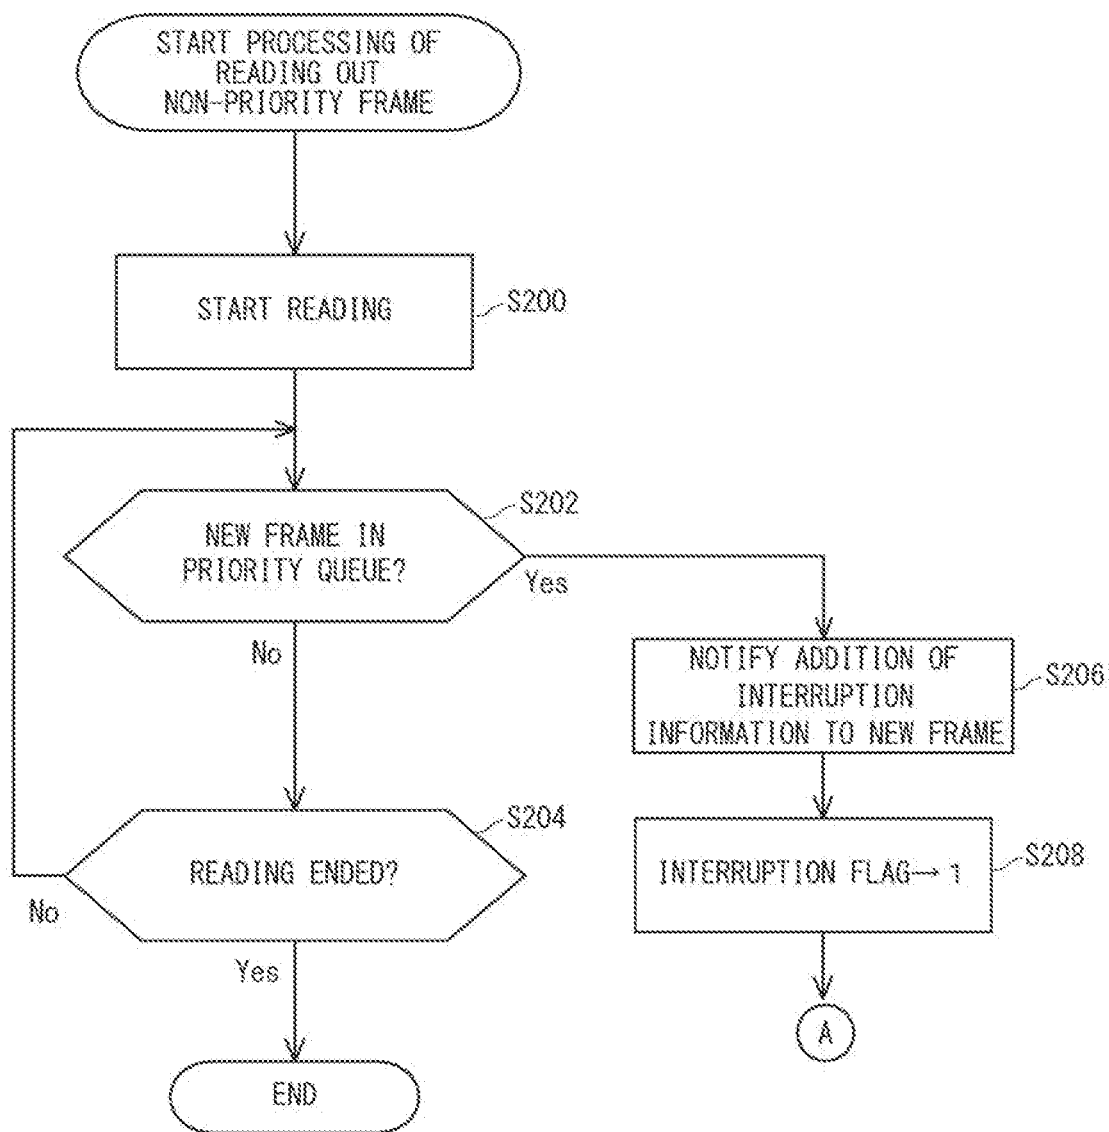 START PROCESSING OF
READING OUT
NON-PRIORITY FRAME
START READING
S200
NEW FRAME IN
PRIORITY QUEUE?
S202
Yes
No
NOTIFY ADDITION OF
INTERRUPTION
INFORMATION TO NEW FRAME
S206
READING ENDED?
S204
No
Yes
INTERRUPTION FLAG→ 1
S208
A
END